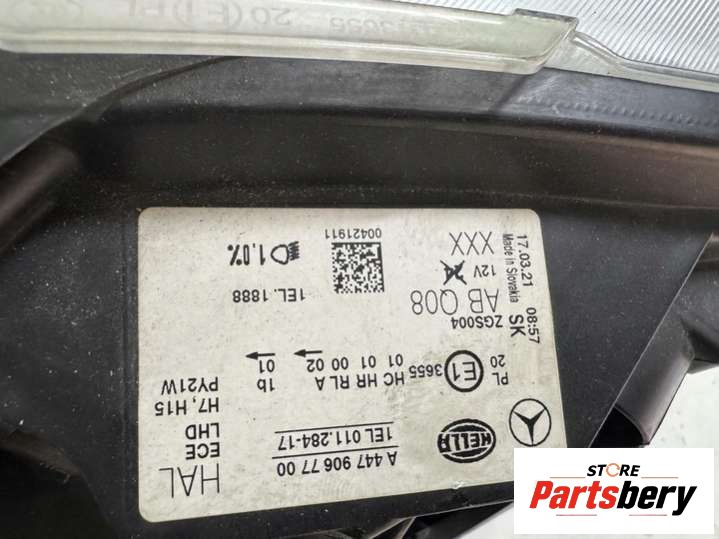 A 447 906 77 00
1EL 011.284-17
HELLA
HAL
ECE
LHD
H7, H15
PY21W
PL E1 3655 HC HR RL A 1b
20 01 01 00 02 01
1EL. 1888
1.0%
00421911
ZGS004
AB Q08
12V 24
XXX
17.03.21 08:57
Made in Slovakia SK
STORE
Partsbery